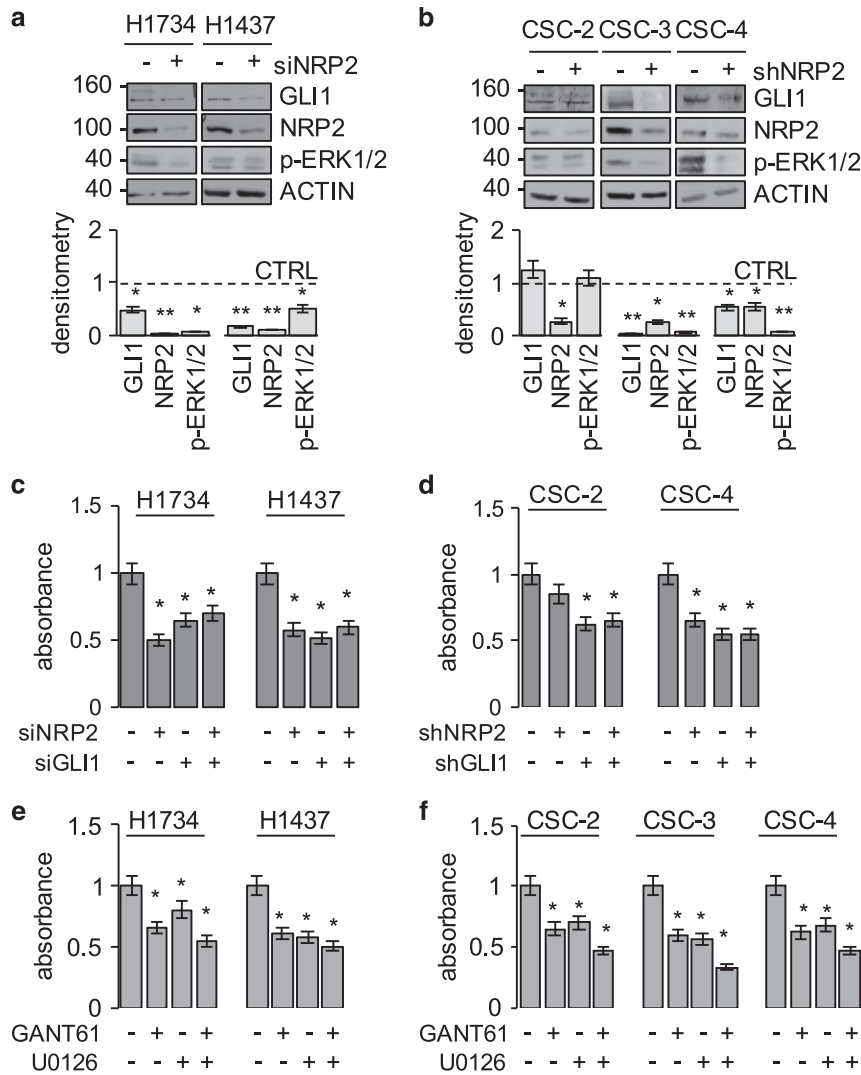 a
H1734 H1437
- + - + siNRP2
160 GLI1
100 NRP2
40 p-ERK1/2
40 ACTIN
densitometry
2
1
0
CTRL
* ** * ** ** *
GLI1 NRP2 p-ERK1/2 GLI1 NRP2 p-ERK1/2
b
CSC-2 CSC-3 CSC-4
- + - + - + shNRP2
160 GLI1
100 NRP2
40 p-ERK1/2
40 ACTIN
densitometry
2
1
0
CTRL
* ** * ** * * **
GLI1 NRP2 p-ERK1/2 GLI1 NRP2 p-ERK1/2 GLI1 NRP2 p-ERK1/2
c
H1734 H1437
absorbance
1.5
1
0.5
0
* * * * * *
siNRP2 - + - + - + - +
siGLI1 - - + + - - + +
d
CSC-2 CSC-4
absorbance
1.5
1
0.5
0
* * * * *
shNRP2 - + - + - + - +
shGLI1 - - + + - - + +
e
H1734 H1437
absorbance
1.5
1
0.5
0
* * * * * *
GANT61 - + - + - + - +
U0126 - - + + - - + +
f
CSC-2 CSC-3 CSC-4
absorbance
1.5
1
0.5
0
* * * * * * * * *
GANT61 - + - + - + - + - + - +
U0126 - - + + - - + + - - + +